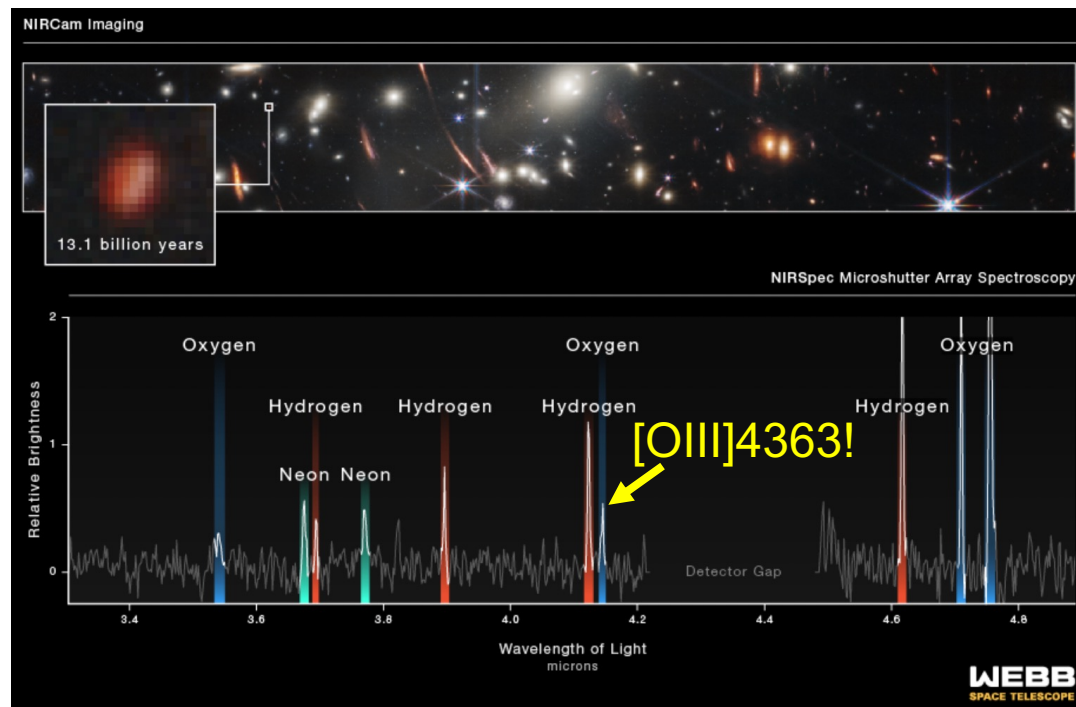 NIRCam Imaging
13.1 billion years
NIRSpec Microshutter Array Spectroscopy
2
Oxygen Oxygen Oxygen
Hydrogen Hydrogen Hydrogen Hydrogen
[OIII]4363!
1
Neon Neon
Relative Brightness
0
Detector Gap
3.4 3.6 3.8 4.0 4.2 4.4 4.6 4.8
Wavelength of Light
microns
WEBB
SPACE TELESCOPE